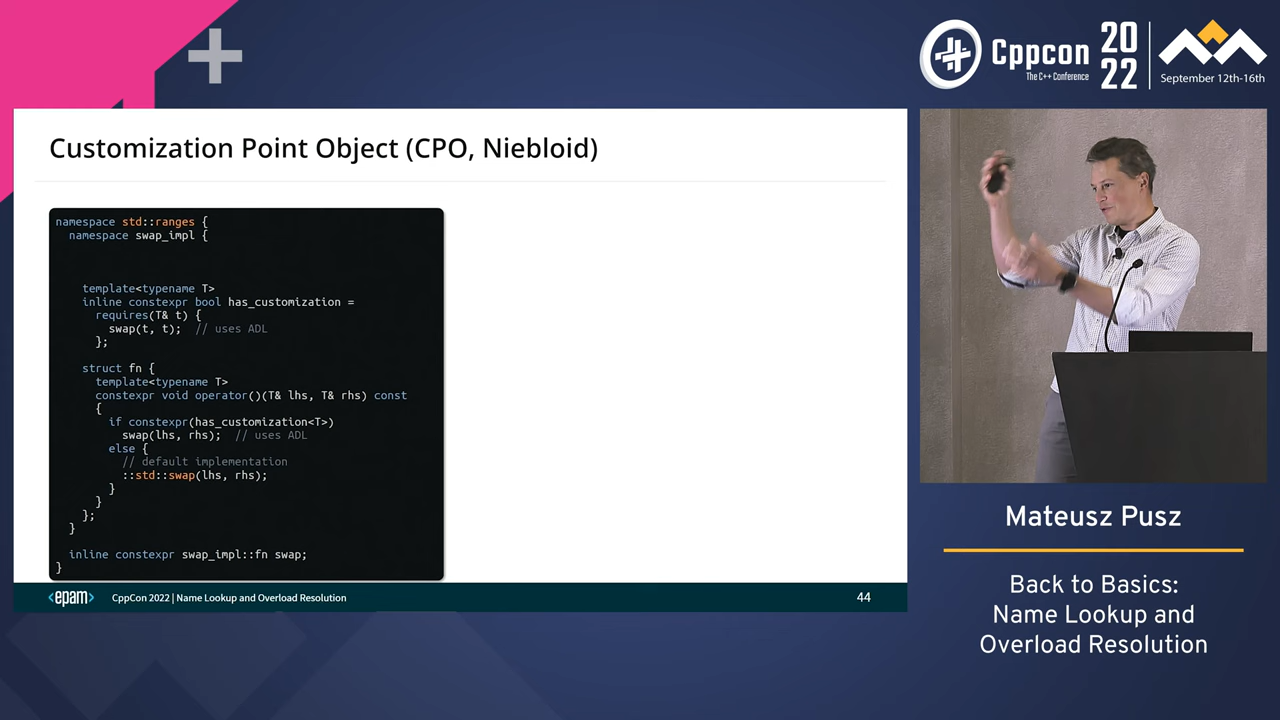 Cppcon
The C++ Conference
20
22
September 12th-16th
Customization Point Object (CPO, Niebloid)
namespace std::ranges {
  namespace swap_impl {
    template<typename T>
    inline constexpr bool has_customization =
      requires(T& t) {
        swap(t, t);  // uses ADL
      };
    struct fn {
      template<typename T>
      constexpr void operator()(T& lhs, T& rhs) const
      {
        if constexpr(has_customization<T>)
          swap(lhs, rhs);  // uses ADL
        else {
          // default implementation
          ::std::swap(lhs, rhs);
        }
      }
    };
  }
  inline constexpr swap_impl::fn swap;
}
<epam>
CppCon 2022 | Name Lookup and Overload Resolution
44
Mateusz Pusz
Back to Basics:
Name Lookup and
Overload Resolution